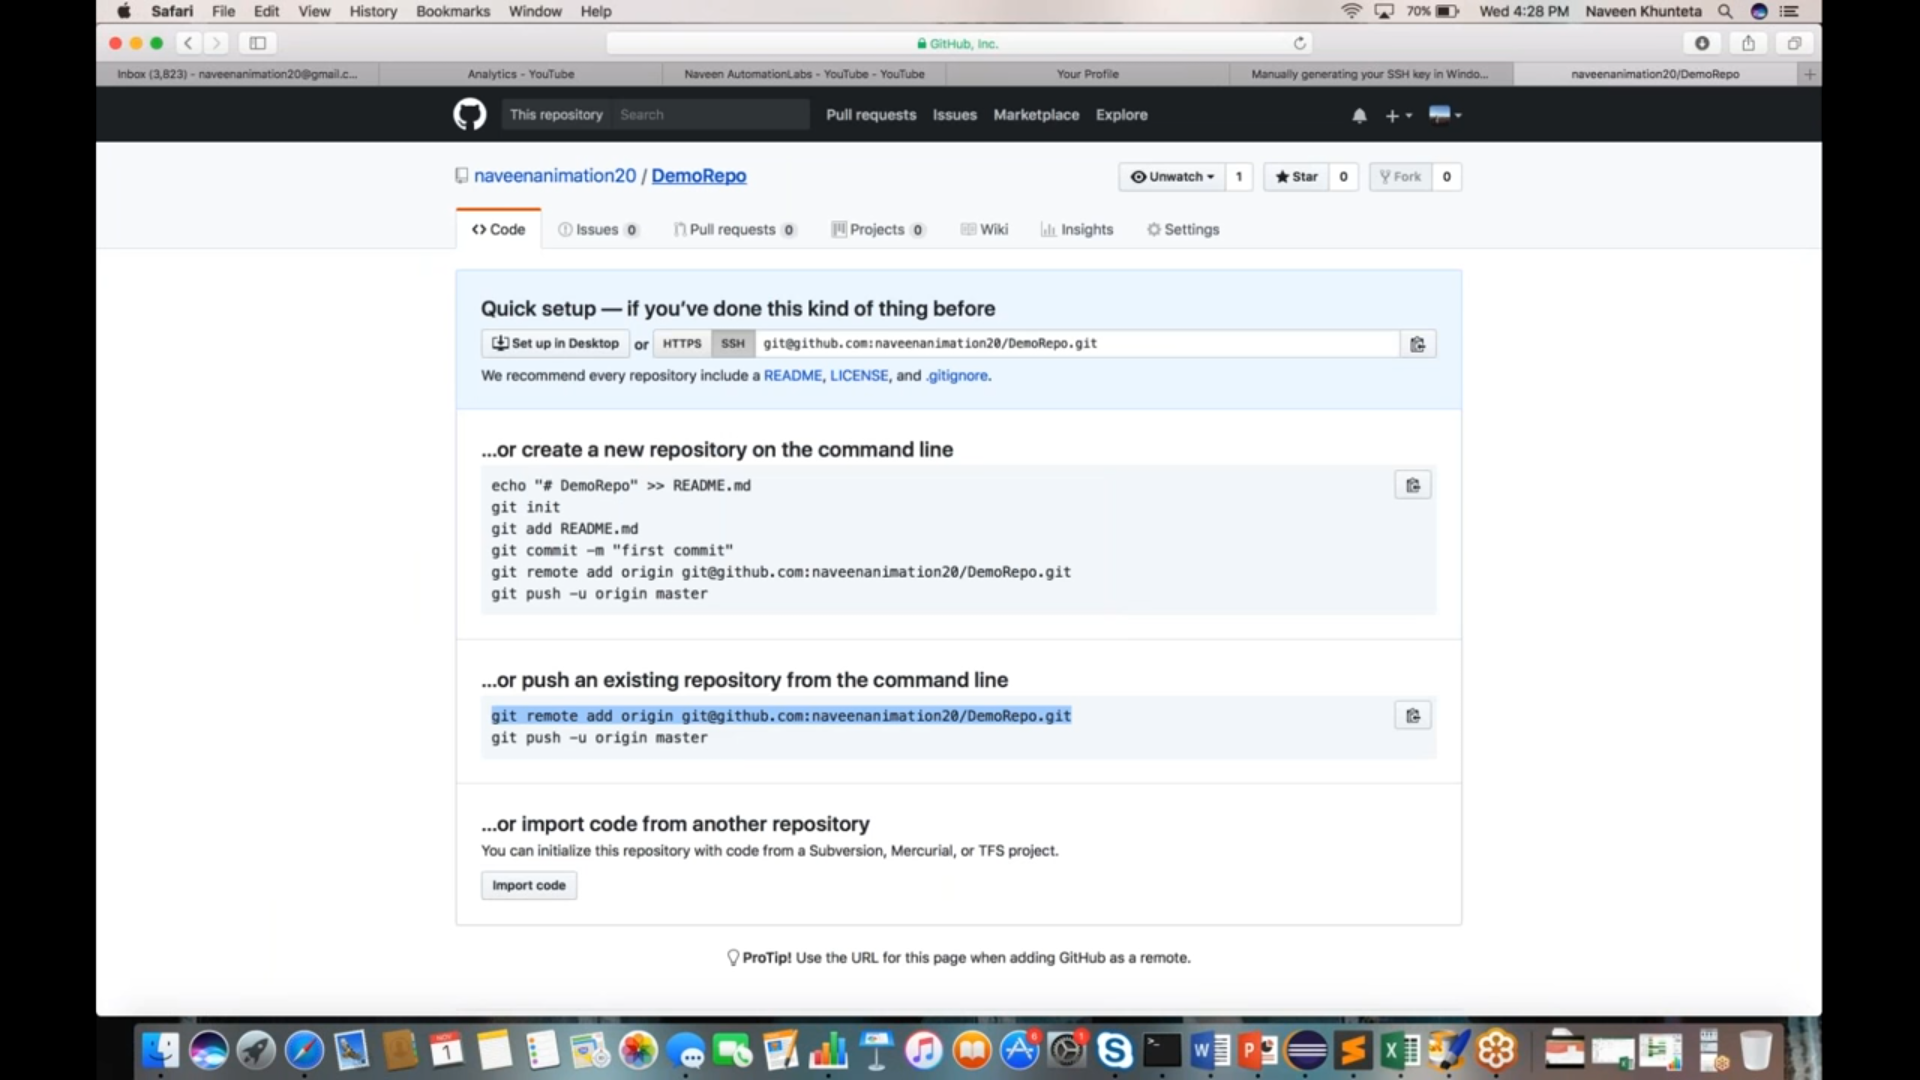 Safari File Edit View History Bookmarks Window Help 70% Wed 4:28 PM Naveen Khunteta
GitHub, Inc.
Inbox (3,823) - naveenanimation20@gmail.c... Analytics - YouTube Naveen AutomationLabs - YouTube - YouTube Your Profile Manually generating your SSH key in Windo... naveenanimation20/DemoRepo
This repository Search Pull requests Issues Marketplace Explore
naveenanimation20 / DemoRepo Unwatch 1 Star 0 Fork 0
<> Code Issues 0 Pull requests 0 Projects 0 Wiki Insights Settings
Quick setup — if you've done this kind of thing before
Set up in Desktop or HTTPS SSH git@github.com:naveenanimation20/DemoRepo.git
We recommend every repository include a README, LICENSE, and .gitignore.
...or create a new repository on the command line
echo "# DemoRepo" >> README.md
git init
git add README.md
git commit -m "first commit"
git remote add origin git@github.com:naveenanimation20/DemoRepo.git
git push -u origin master
...or push an existing repository from the command line
git remote add origin git@github.com:naveenanimation20/DemoRepo.git
git push -u origin master
...or import code from another repository
You can initialize this repository with code from a Subversion, Mercurial, or TFS project.
Import code
ProTip! Use the URL for this page when adding GitHub as a remote.
NOV
1